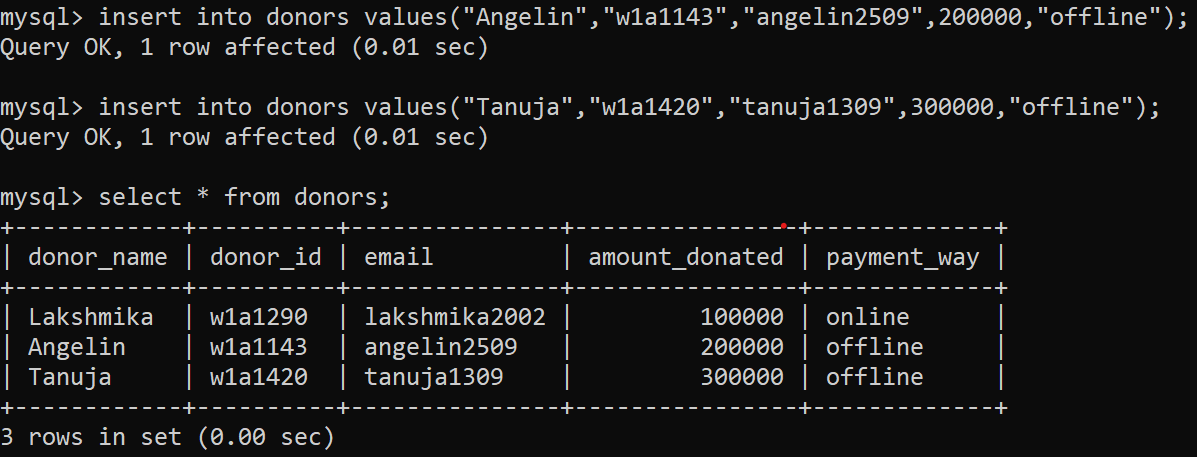 mysql> insert into donors values("Angelin","w1a1143","angelin2509",200000,"offline");
Query OK, 1 row affected (0.01 sec)
mysql> insert into donors values("Tanuja","w1a1420","tanuja1309",300000,"offline");
Query OK, 1 row affected (0.01 sec)
mysql> select * from donors;
+------------+----------+---------------+----------------+-------------+
| donor_name | donor_id | email         | amount_donated | payment_way |
+------------+----------+---------------+----------------+-------------+
| Lakshmika  | w1a1290  | lakshmika2002 |         100000 | online      |
| Angelin    | w1a1143  | angelin2509   |         200000 | offline     |
| Tanuja     | w1a1420  | tanuja1309    |         300000 | offline     |
+------------+----------+---------------+----------------+-------------+
3 rows in set (0.00 sec)